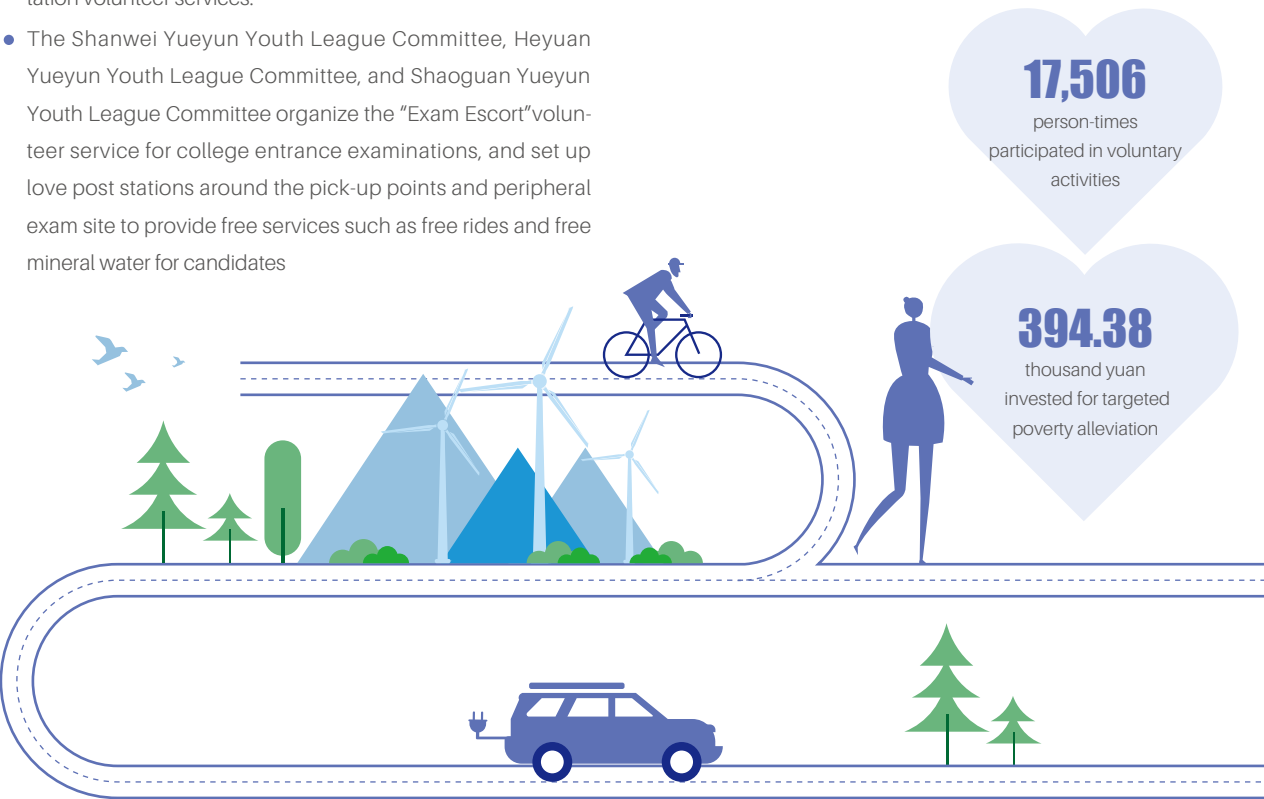 tation volunteer services.
The Shanwei Yueyun Youth League Committee, Heyuan
Yueyun Youth League Committee, and Shaoguan Yueyun
Youth League Committee organize the “Exam Escort”volun-
teer service for college entrance examinations, and set up
love post stations around the pick-up points and peripheral
exam site to provide free services such as free rides and free
mineral water for candidates
17,506
person-times
participated in voluntary
activities
394.38
thousand yuan
invested for targeted
poverty alleviation